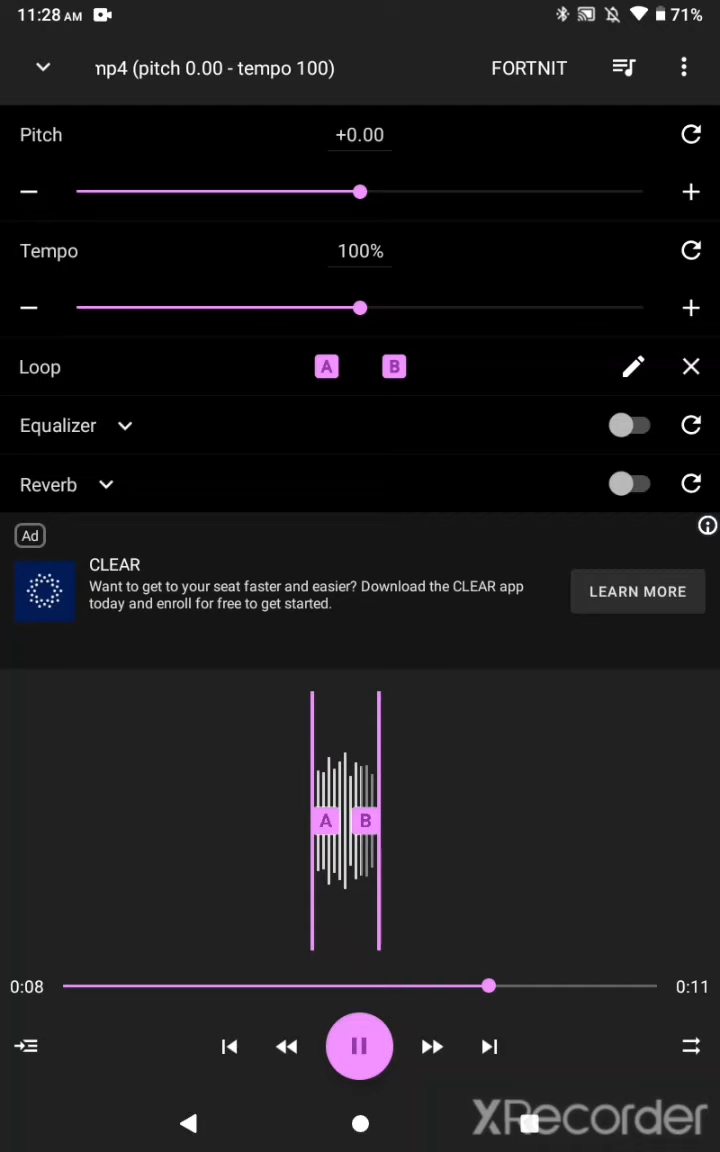 11:28 AM
71%
mp4 (pitch 0.00 - tempo 100)
FORTNIT
Pitch
+0.00
Tempo
100%
Loop
A
B
Equalizer
Reverb
Ad
CLEAR
Want to get to your seat faster and easier? Download the CLEAR app
today and enroll for free to get started.
LEARN MORE
A
B
0:08
0:11
XRecorder